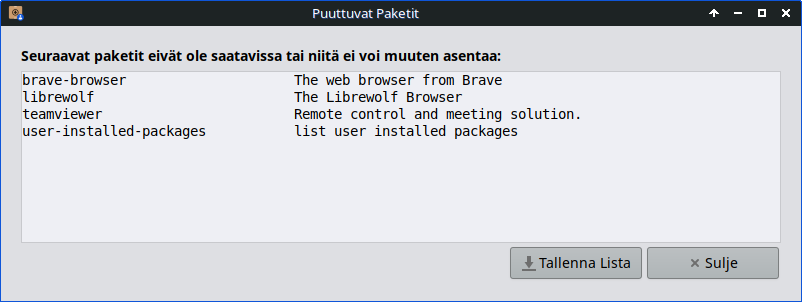 Puuttuvat Paketit
Seuraavat paketit eivät ole saatavissa tai niitä ei voi muuten asentaa:
brave-browser The web browser from Brave
librewolf The Librewolf Browser
teamviewer Remote control and meeting solution.
user-installed-packages list user installed packages
Tallenna Lista Sulje